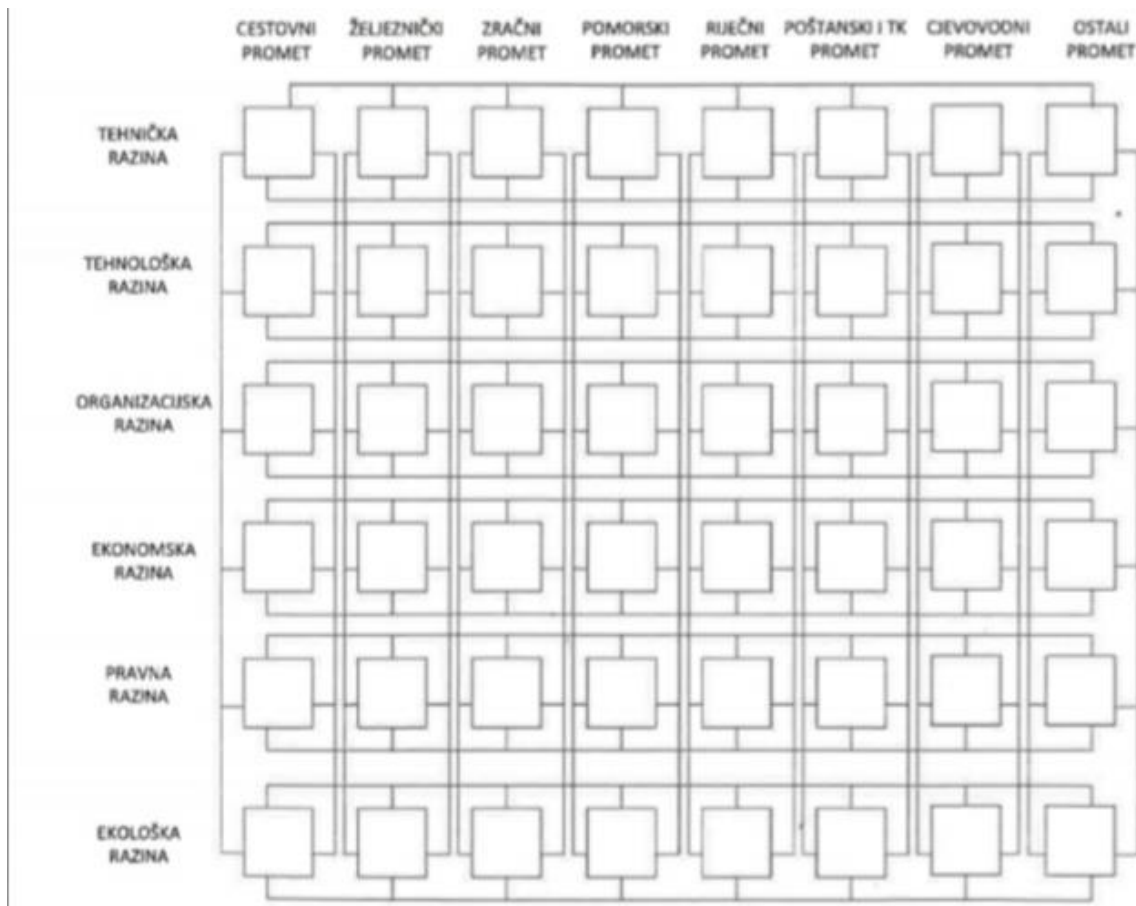 CESTOVNI ŽELJEZNIČKI ZRAČNI POMORSKI RIJEČNI POŠTANSKI I TK CJEVOVODNI OSTALI
PROMET PROMET PROMET PROMET PROMET PROMET PROMET PROMET
TEHNIČKA
RAZINA
TEHNOLOŠKA
RAZINA
ORGANIZACIJSKA
RAZINA
EKONOMSKA
RAZINA
PRAVNA
RAZINA
EKOLOŠKA
RAZINA